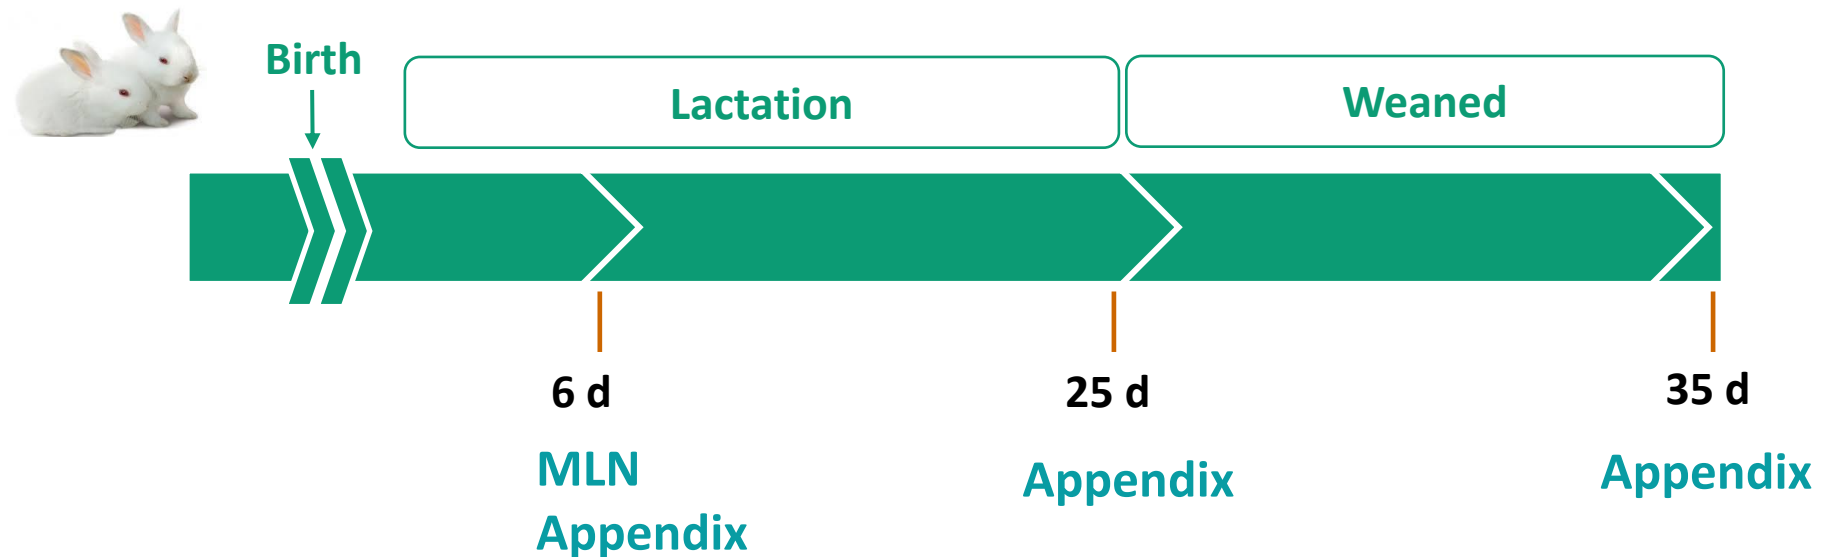 Birth
Lactation
Weaned
6 d
25 d
35 d
MLN
Appendix
Appendix
Appendix